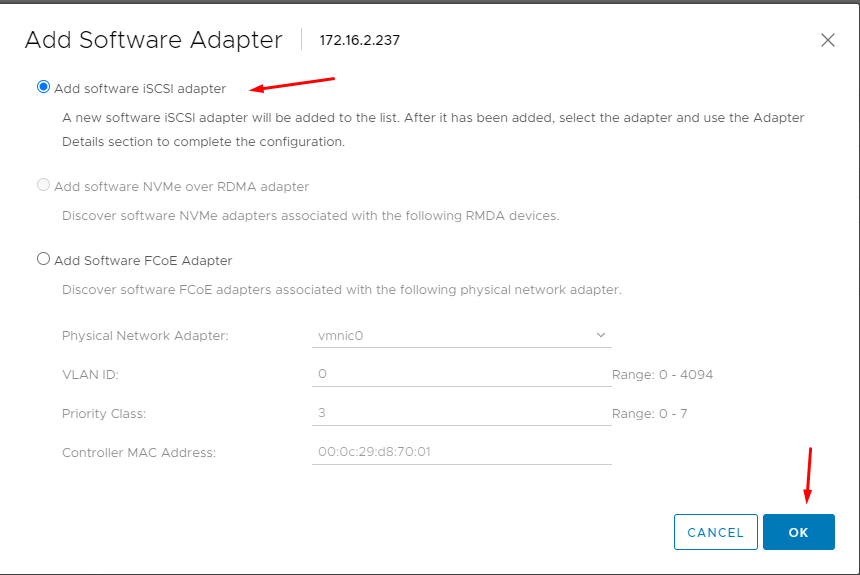 Add Software Adapter 172.16.2.237
Add software iSCSI adapter
A new software iSCSI adapter will be added to the list. After it has been added, select the adapter and use the Adapter
Details section to complete the configuration.
Add software NVMe over RDMA adapter
Discover software NVMe adapters associated with the following RMDA devices.
Add Software FCoE Adapter
Discover software FCoE adapters associated with the following physical network adapter.
Physical Network Adapter: vmnic0
VLAN ID: 0 Range: 0 - 4094
Priority Class: 3 Range: 0 - 7
Controller MAC Address: 00:0c:29:d8:70:01
CANCEL OK